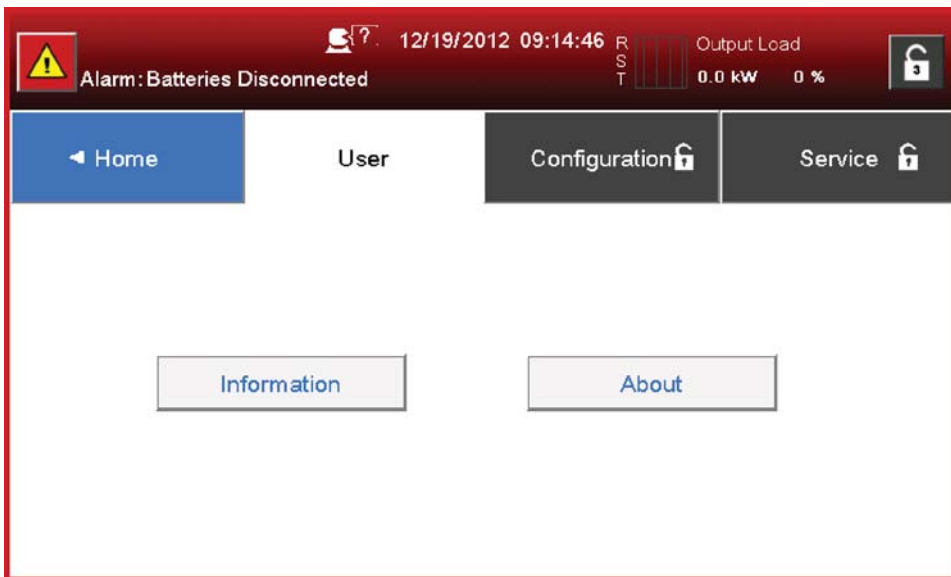 ? 12/19/2012 09:14:46 R Output Load
S
Alarm: Batteries Disconnected T 0.0 kW 0 % 3
Home User Configuration Service
Information About